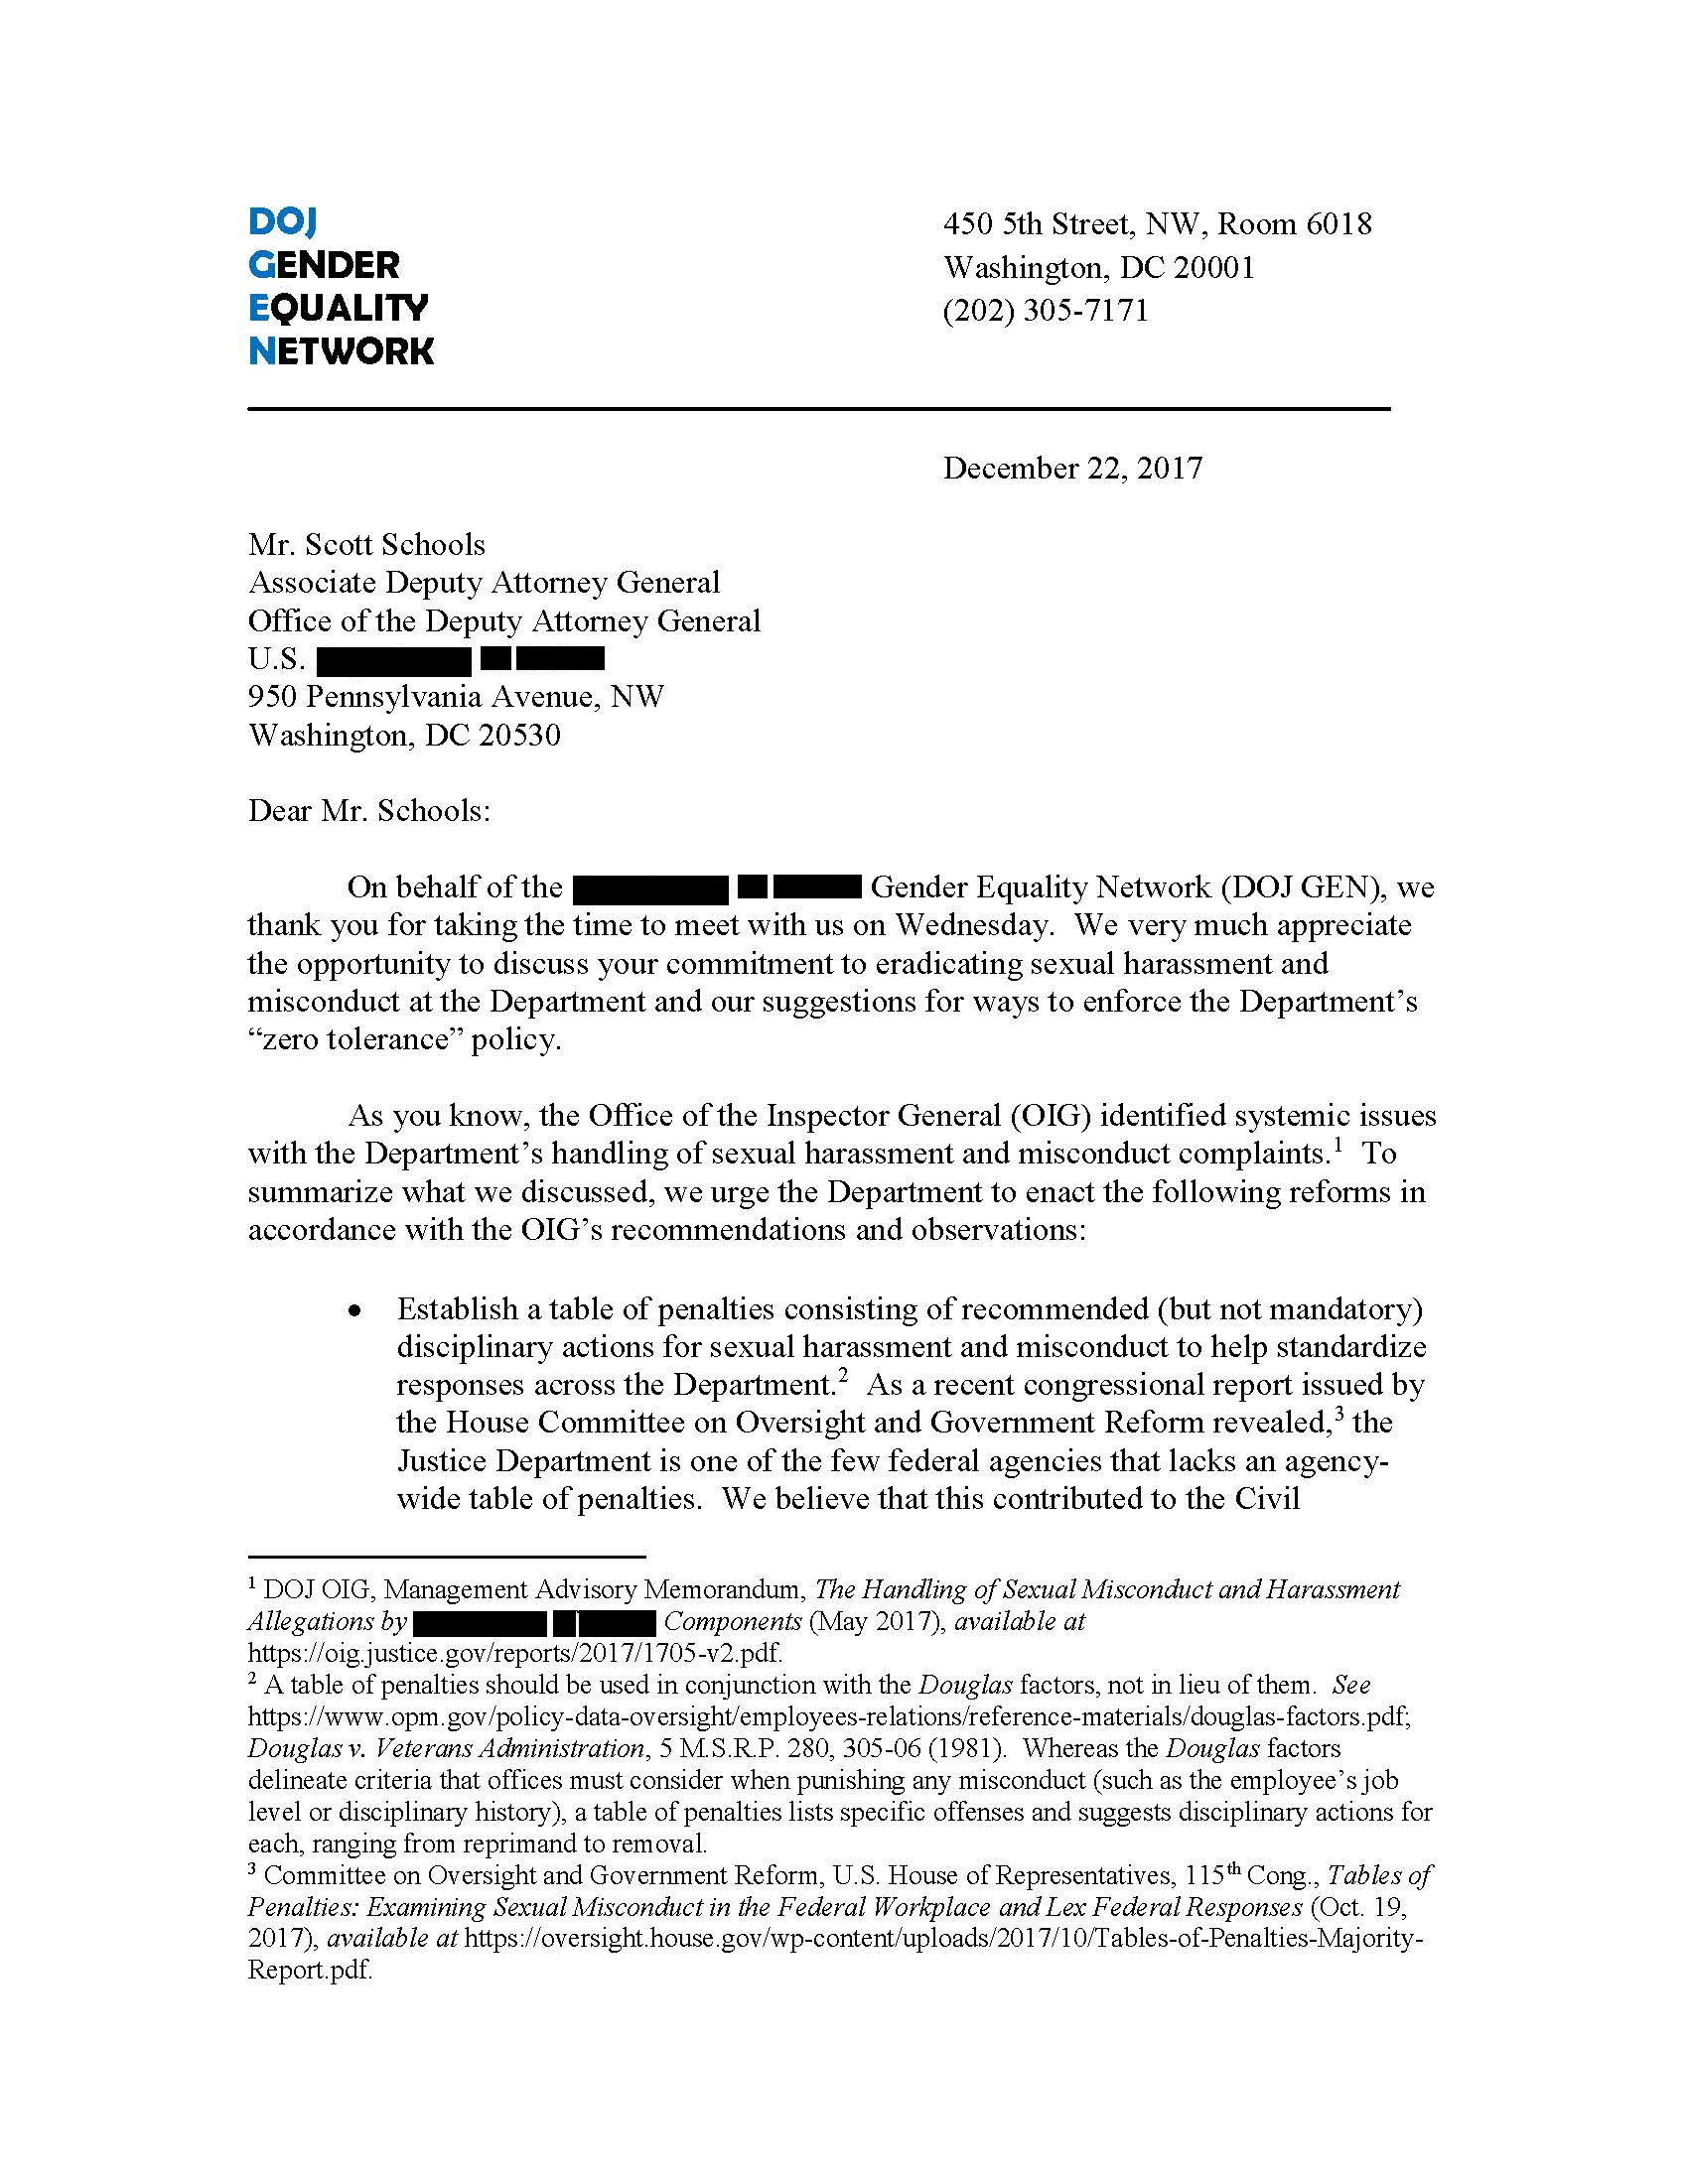 DOJ
GENDER
EQUALITY
NETWORK
450 5th Street, NW, Room 6018
Washington, DC 20001
(202) 305-7171
December 22, 2017
Mr. Scott Schools
Associate Deputy Attorney General
Office of the Deputy Attorney General
U.S.
950 Pennsylvania Avenue, NW
Washington, DC 20530
Dear Mr. Schools:
On behalf of the Gender Equality Network (DOJ GEN), we
thank you for taking the time to meet with us on Wednesday. We very much appreciate
the opportunity to discuss your commitment to eradicating sexual harassment and
misconduct at the Department and our suggestions for ways to enforce the Department’s
“zero tolerance” policy.
As you know, the Office of the Inspector General (OIG) identified systemic issues
with the Department’s handling of sexual harassment and misconduct complaints.1 To
summarize what we discussed, we urge the Department to enact the following reforms in
accordance with the OIG’s recommendations and observations:
• Establish a table of penalties consisting of recommended (but not mandatory)
disciplinary actions for sexual harassment and misconduct to help standardize
responses across the Department.2 As a recent congressional report issued by
the House Committee on Oversight and Government Reform revealed,3 the
Justice Department is one of the few federal agencies that lacks an agency-
wide table of penalties. We believe that this contributed to the Civil
1 DOJ OIG, Management Advisory Memorandum, The Handling of Sexual Misconduct and Harassment
Allegations by Components (May 2017), available at
https://oig.justice.gov/reports/2017/1705-v2.pdf.
2 A table of penalties should be used in conjunction with the Douglas factors, not in lieu of them. See
https://www.opm.gov/policy-data-oversight/employees-relations/reference-materials/douglas-factors.pdf;
Douglas v. Veterans Administration, 5 M.S.R.P. 280, 305-06 (1981). Whereas the Douglas factors
delineate criteria that offices must consider when punishing any misconduct (such as the employee’s job
level or disciplinary history), a table of penalties lists specific offenses and suggests disciplinary actions for
each, ranging from reprimand to removal.
3 Committee on Oversight and Government Reform, U.S. House of Representatives, 115th Cong., Tables of
Penalties: Examining Sexual Misconduct in the Federal Workplace and Lex Federal Responses (Oct. 19,
2017), available at https://oversight.house.gov/wp-content/uploads/2017/10/Tables-of-Penalties-Majority-
Report.pdf.